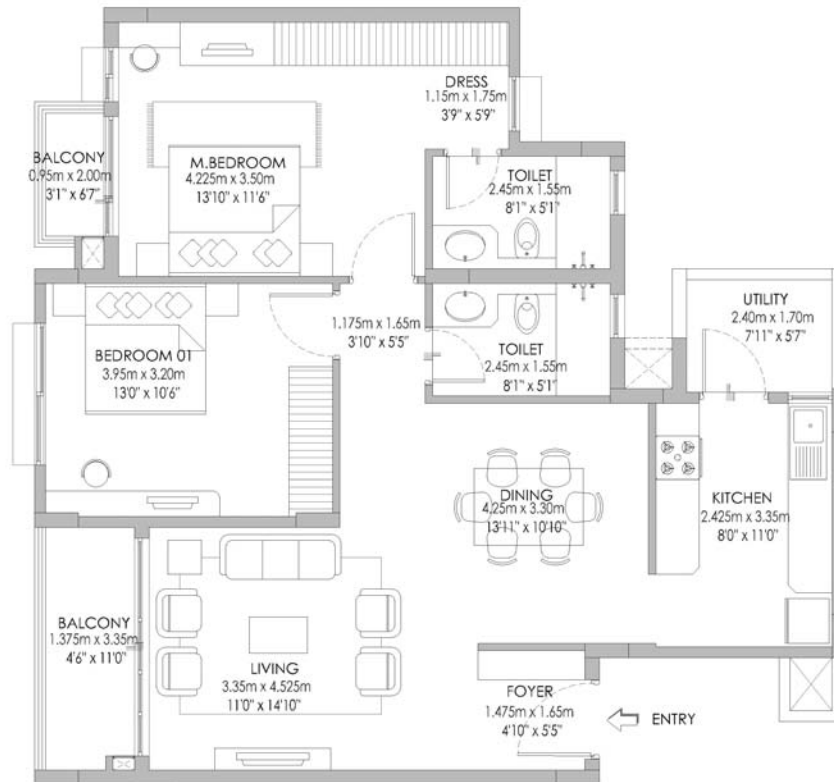 DRESS
1.15m x 1.75m
3'9" x 5'9"
BALCONY
0.95m x 2.00m
3'1" x 6'7"
M.BEDROOM
4.225m x 3.50m
13'10" x 11'6"
TOILET
2.45m x 1.55m
8'1" x 5'1"
UTILITY
2.40m x 1.70m
7'11" x 5'7"
1.175m x 1.65m
3'10" x 5'5"
BEDROOM 01
3.95m x 3.20m
13'0" x 10'6"
TOILET
2.45m x 1.55m
8'1" x 5'1"
DINING
4.25m x 3.30m
13'11" x 10'10"
KITCHEN
2.425m x 3.35m
8'0" x 11'0"
BALCONY
1.375m x 3.35m
4'6" x 11'0"
LIVING
3.35m x 4.525m
11'0" x 14'10"
FOYER
1.475m x 1.65m
4'10" x 5'5"
ENTRY